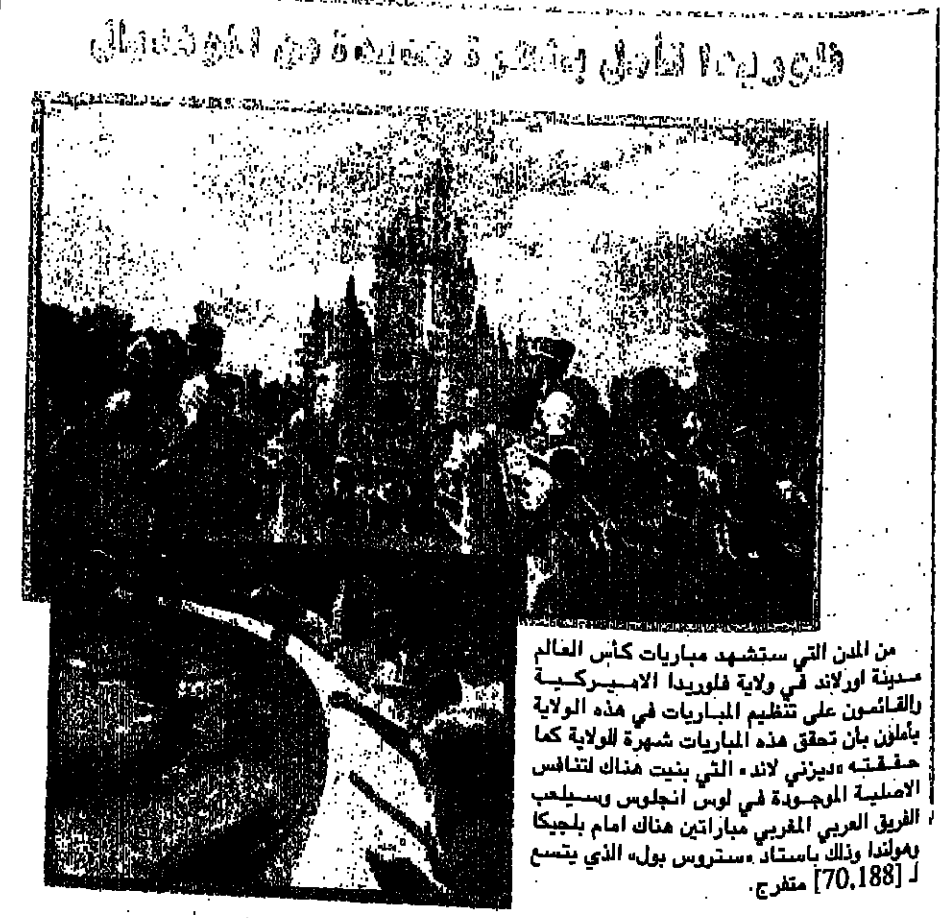 فلوريدا تأمل بشهرة جديدة من المونديال
من المدن التي ستشهد مباريات كأس العالم
مدينة اورلاند في ولاية فلوريدا الاميركية
والقائمون على تنظيم المباريات في هذه الولاية
يأملون بأن تحقق هذه المباريات شهرة للولاية كما
حققته «ديزني لاند» التي بنيت هناك لتنافس
الاصلية الموجودة في لوس انجلوس وسيلعب
الفريق العربي المغربي مباراتين هناك امام بلجيكا
وهولندا وذلك باستاد «ستروس بول» الذي يتسع
لـ [70,188] متفرج.